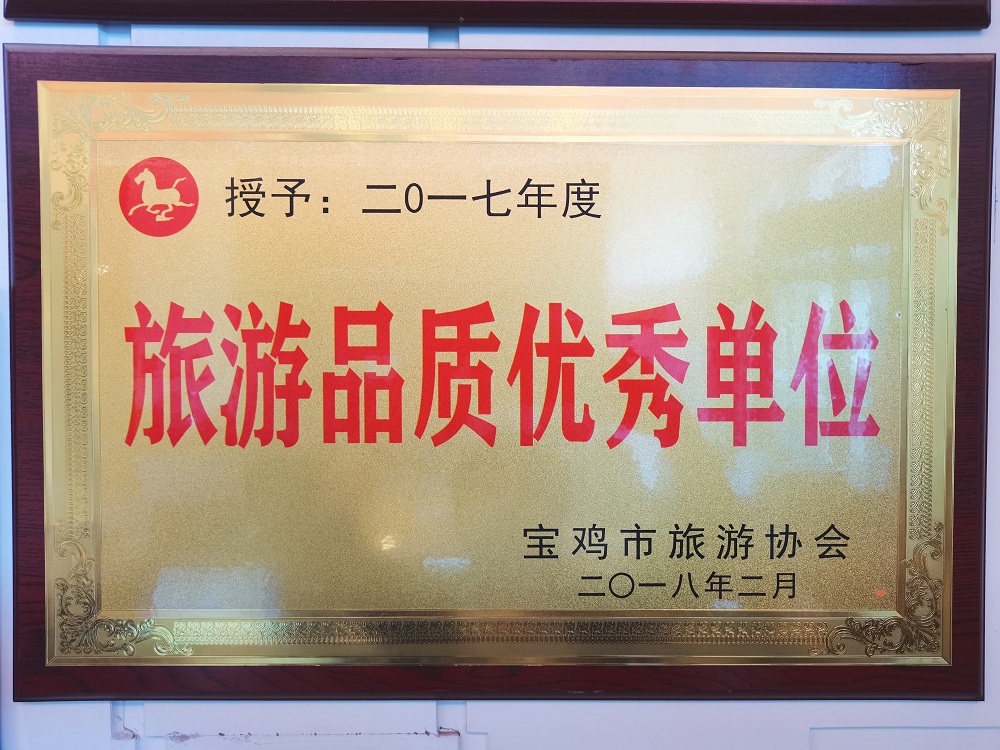 授予：二0一七年度
旅游品质优秀单位
宝鸡市旅游协会
二〇一八年二月